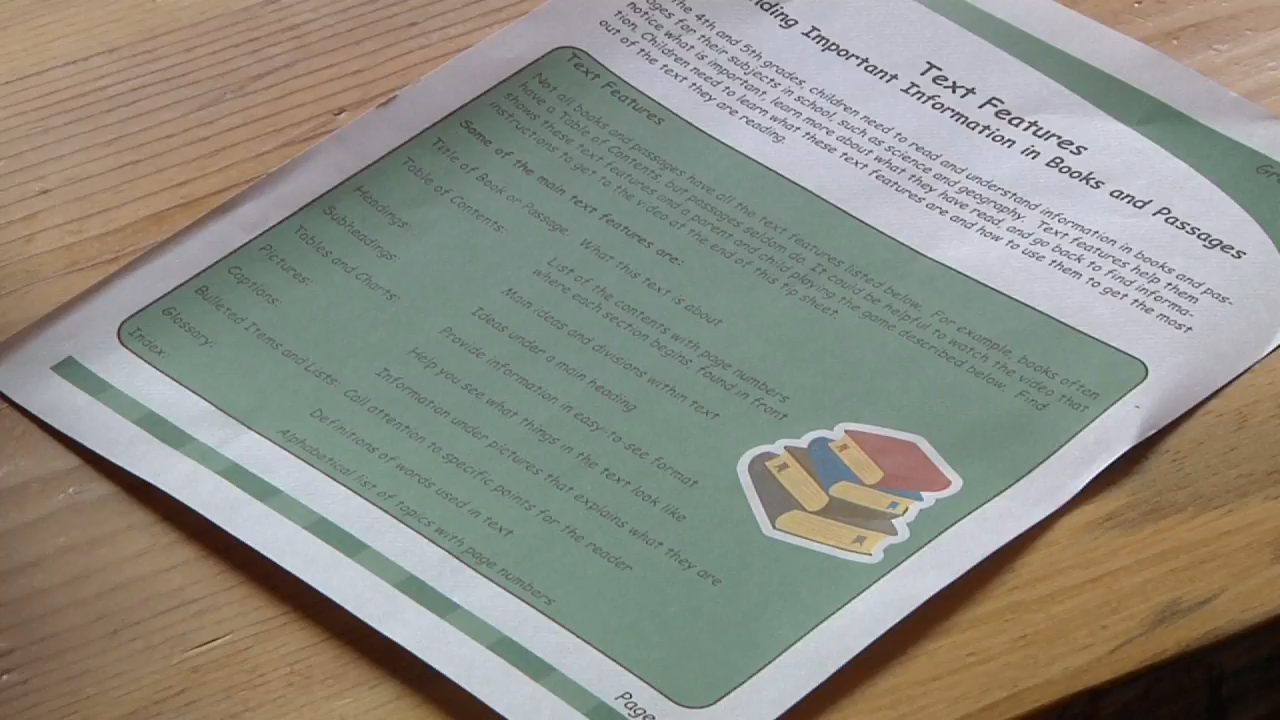 Gr
Text Features
ding Important Information in Books and Passages
the 4th and 5th grades, children need to read and understand information in books and pas-
ages for their subjects in school, such as science and geography. Text features help them
notice what is important, learn more about what they have read, and go back to find informa-
tion. Children need to learn what these text features are and how to use them to get the most
out of the text they are reading.
Text Features
Not all books and passages have all the text features listed below. For example, books often
have a Table of Contents but passages seldom do. It could be helpful to watch the video that
shows these text features and a parent and child playing the game described below. Find
instructions to get to the video at the end of this tip sheet.
Some of the main text features are:
Title of Book or Passage: What this text is about
Table of Contents: List of the contents with page numbers
where each section begins, found in front
Headings: Main ideas and divisions within text
Subheadings: Ideas under a main heading
Tables and Charts: Provide information in easy-to-see format
Pictures: Help you see what things in the text look like
Captions: Information under pictures that explains what they are
Bulleted Items and Lists: Call attention to specific points for the reader
Glossary: Definitions of words used in text
Index: Alphabetical list of topics with page numbers
Page